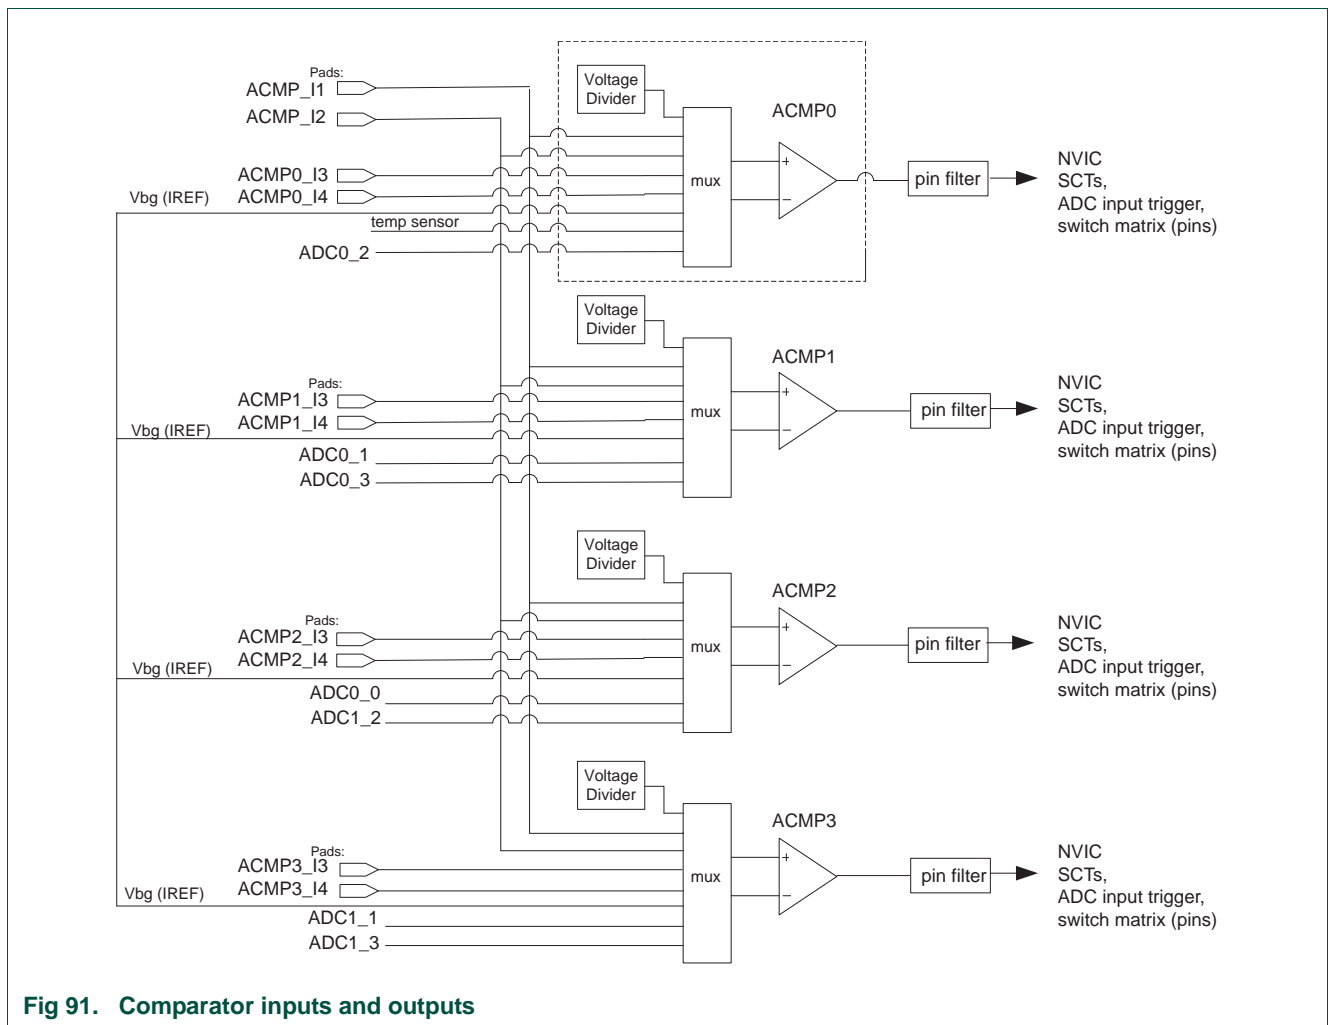 Pads:
ACMP_I1
ACMP_I2
ACMP0_I3
ACMP0_I4
Vbg (IREF)
temp sensor
ADC0_2
Voltage
Divider
mux
ACMP0
+
−
pin filter
NVIC
SCTs,
ADC input trigger,
switch matrix (pins)
Pads:
ACMP1_I3
ACMP1_I4
Vbg (IREF)
ADC0_1
ADC0_3
Voltage
Divider
mux
ACMP1
+
−
pin filter
NVIC
SCTs,
ADC input trigger,
switch matrix (pins)
Pads:
ACMP2_I3
ACMP2_I4
Vbg (IREF)
ADC0_0
ADC1_2
Voltage
Divider
mux
ACMP2
+
−
pin filter
NVIC
SCTs,
ADC input trigger,
switch matrix (pins)
Pads:
ACMP3_I3
ACMP3_I4
Vbg (IREF)
ADC1_1
ADC1_3
Voltage
Divider
mux
ACMP3
+
−
pin filter
NVIC
SCTs,
ADC input trigger,
switch matrix (pins)
Fig 91. Comparator inputs and outputs